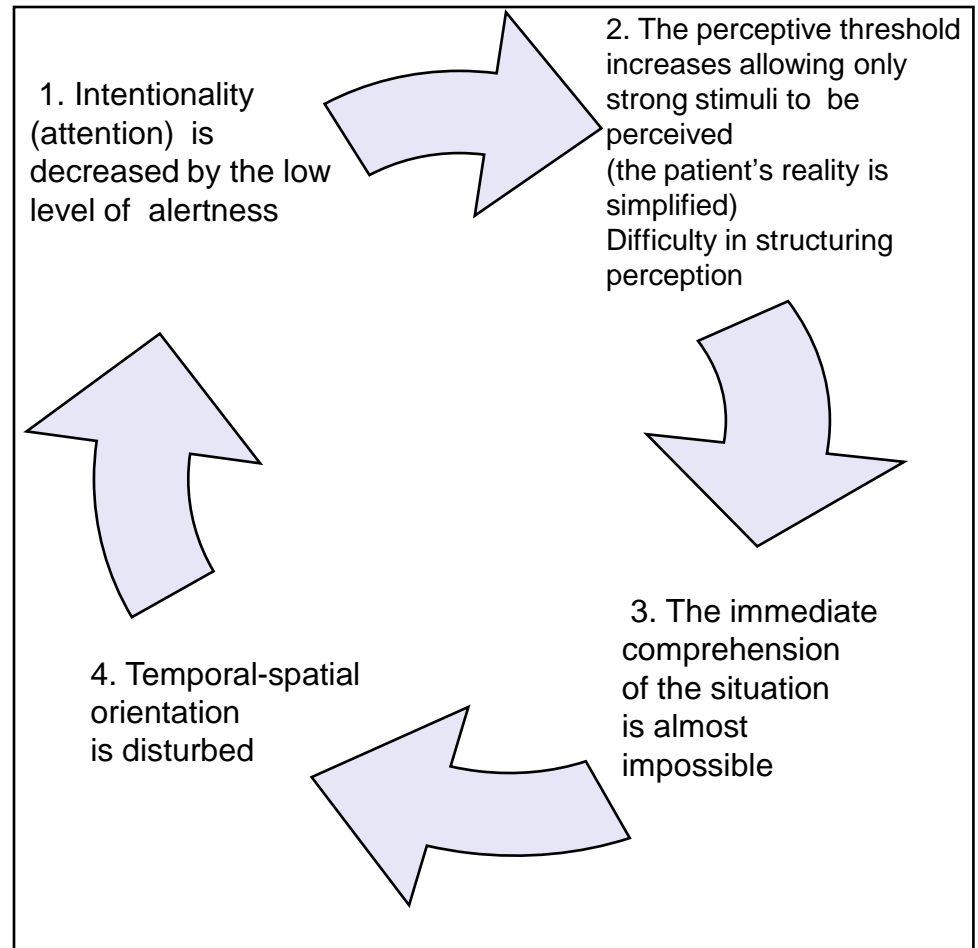 1. Intentionality
(attention) is
decreased by the low
level of alertness
2. The perceptive threshold
increases allowing only
strong stimuli to be
perceived
(the patient's reality is
simplified)
Difficulty in structuring
perception
3. The immediate
comprehension
of the situation
is almost
impossible
4. Temporal-spatial
orientation
is disturbed